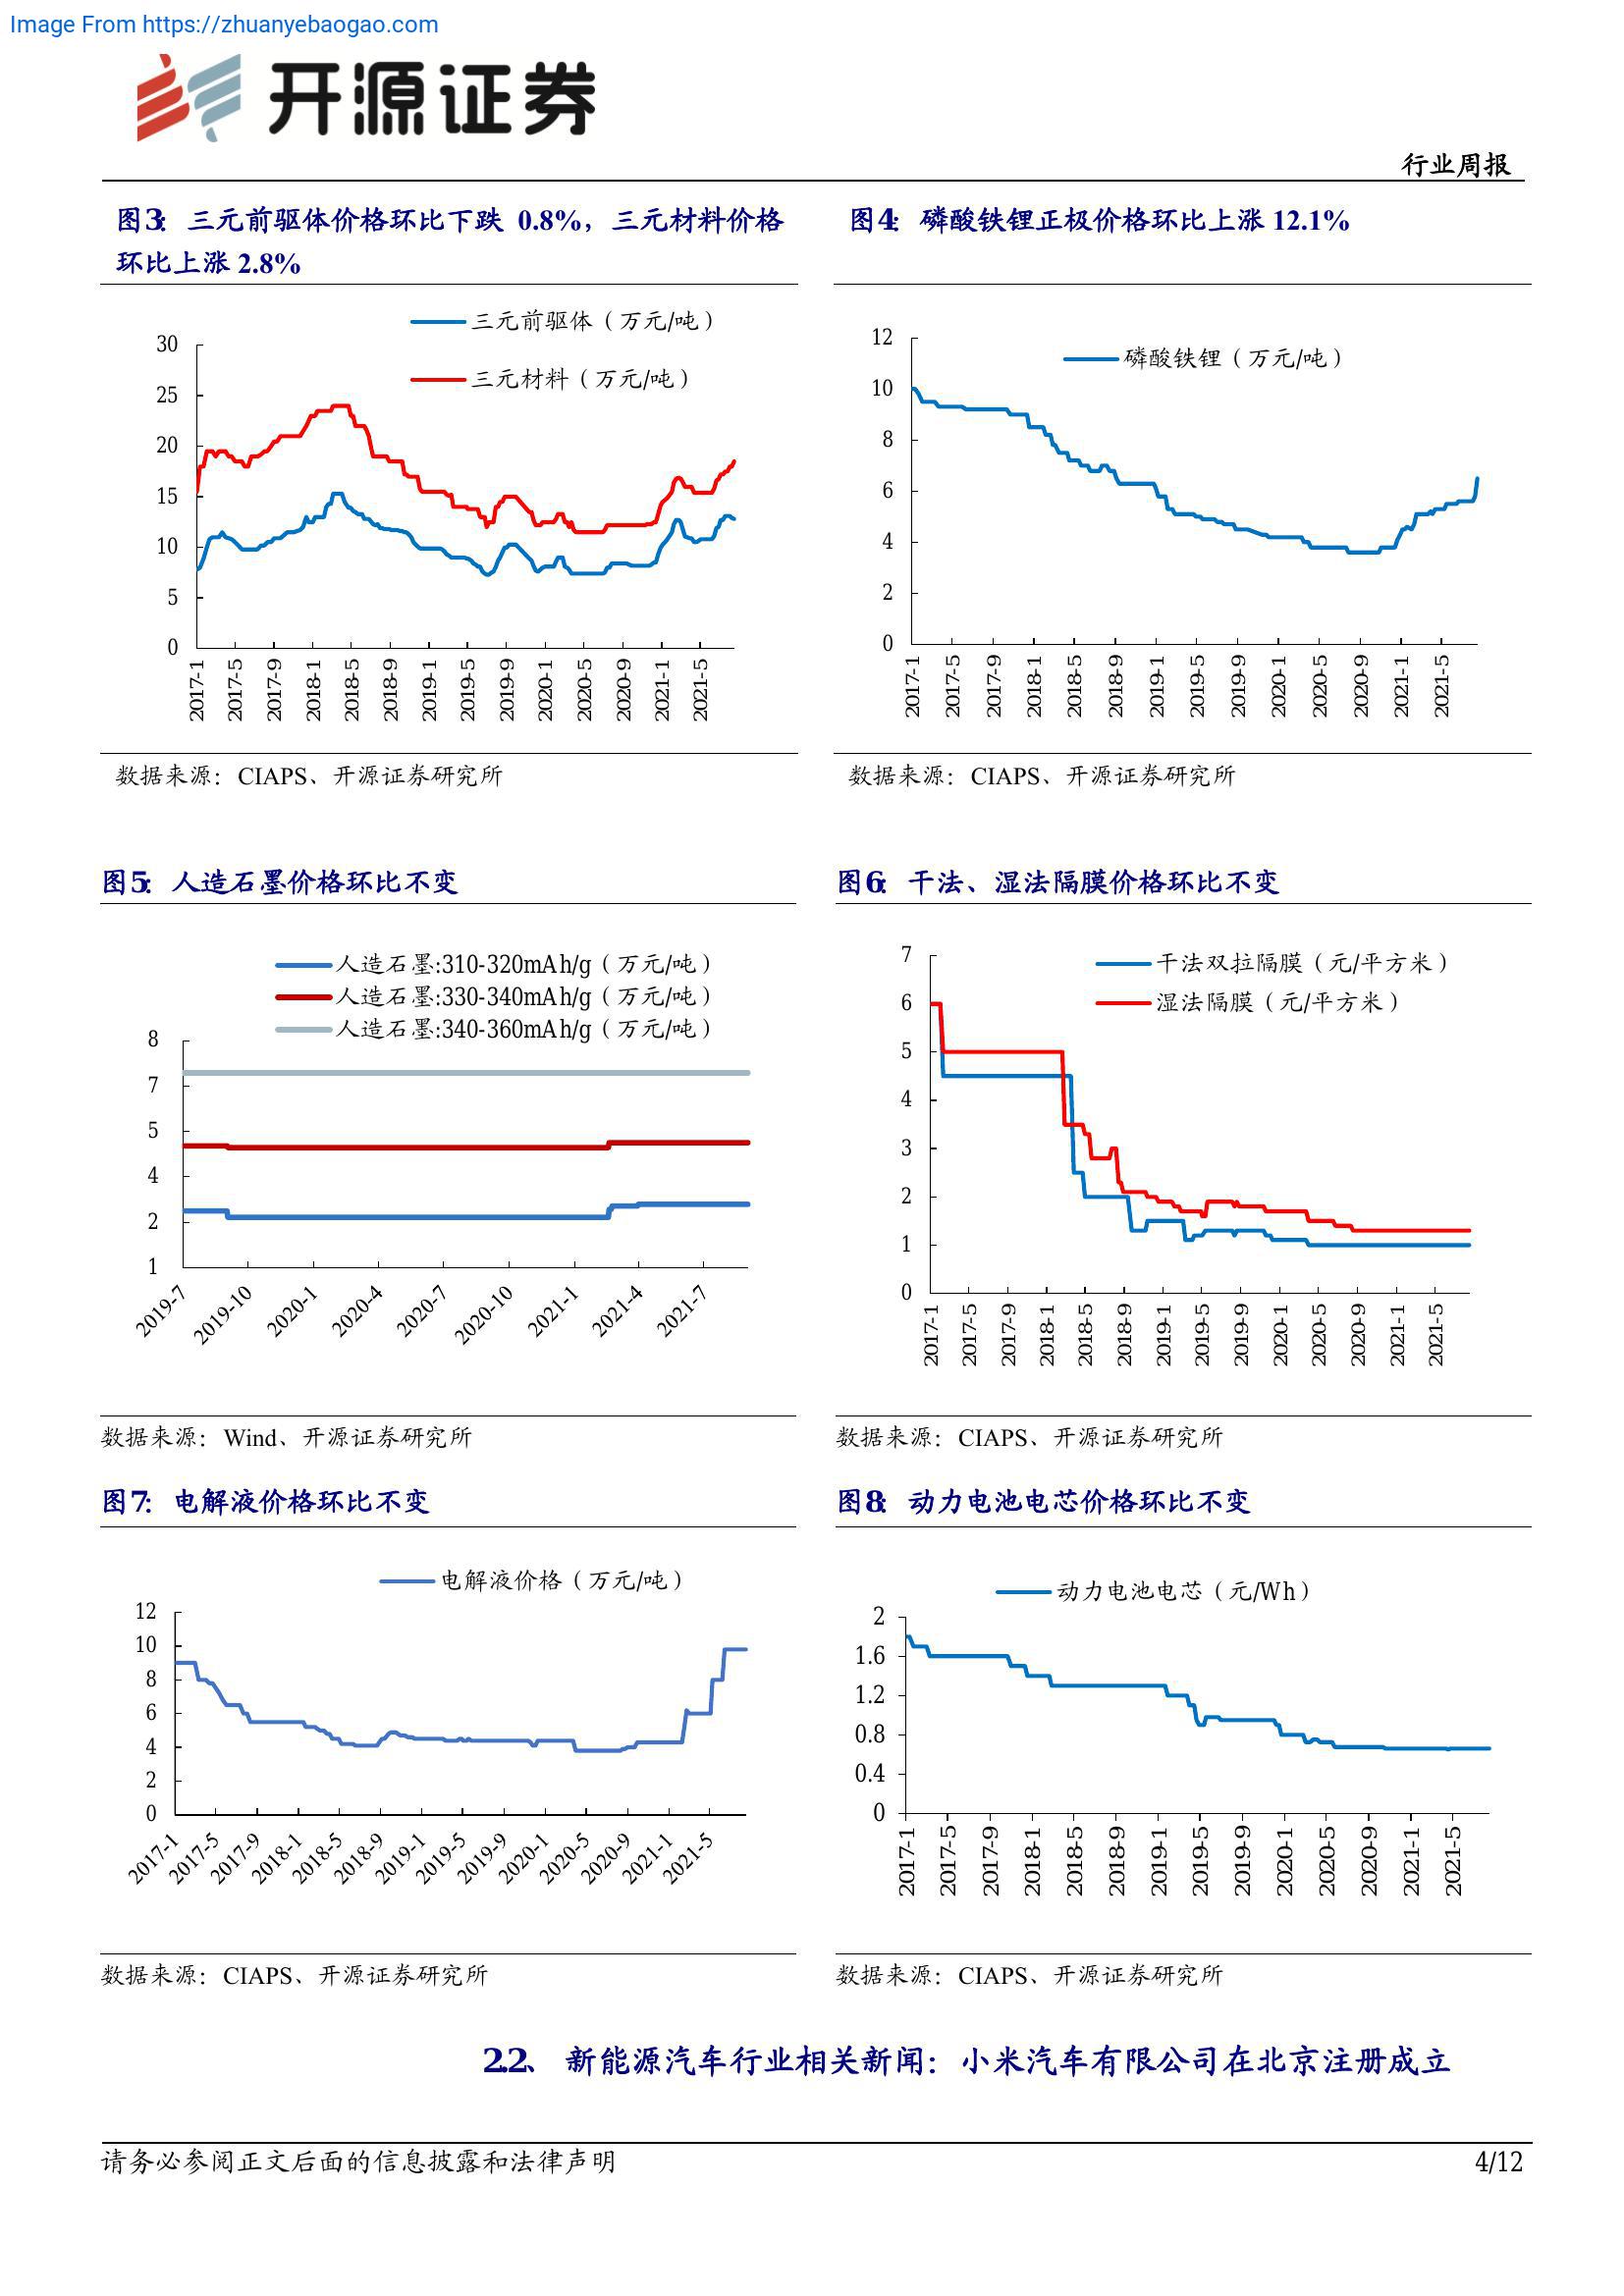 Image From https://zhuanyebaogao.com
开源证券
行业周报
图3: 三元前驱体价格环比下跌 0.8%，三元材料价格
环比上涨 2.8%
三元前驱体（万元/吨）
三元材料（万元/吨）
30
25
20
15
10
5
0
2017-1 2017-5 2017-9 2018-1 2018-5 2018-9 2019-1 2019-5 2019-9 2020-1 2020-5 2020-9 2021-1 2021-5
数据来源：CIAPS、开源证券研究所
图4: 磷酸铁锂正极价格环比上涨 12.1%
磷酸铁锂（万元/吨）
12
10
8
6
4
2
0
2017-1 2017-5 2017-9 2018-1 2018-5 2018-9 2019-1 2019-5 2019-9 2020-1 2020-5 2020-9 2021-1 2021-5
数据来源：CIAPS、开源证券研究所
图5: 人造石墨价格环比不变
人造石墨:310-320mAh/g（万元/吨）
人造石墨:330-340mAh/g（万元/吨）
人造石墨:340-360mAh/g（万元/吨）
8
7
5
4
2
1
2019-7 2019-10 2020-1 2020-4 2020-7 2020-10 2021-1 2021-4 2021-7
数据来源：Wind、开源证券研究所
图6: 干法、湿法隔膜价格环比不变
干法双拉隔膜（元/平方米）
湿法隔膜（元/平方米）
7
6
5
4
3
2
1
0
2017-1 2017-5 2017-9 2018-1 2018-5 2018-9 2019-1 2019-5 2019-9 2020-1 2020-5 2020-9 2021-1 2021-5
数据来源：CIAPS、开源证券研究所
图7: 电解液价格环比不变
电解液价格（万元/吨）
12
10
8
6
4
2
0
2017-1 2017-5 2017-9 2018-1 2018-5 2018-9 2019-1 2019-5 2019-9 2020-1 2020-5 2020-9 2021-1 2021-5
数据来源：CIAPS、开源证券研究所
图8: 动力电池电芯价格环比不变
动力电池电芯（元/Wh）
2
1.6
1.2
0.8
0.4
0
2017-1 2017-5 2017-9 2018-1 2018-5 2018-9 2019-1 2019-5 2019-9 2020-1 2020-5 2020-9 2021-1 2021-5
数据来源：CIAPS、开源证券研究所
2.2、 新能源汽车行业相关新闻：小米汽车有限公司在北京注册成立
请务必参阅正文后面的信息披露和法律声明
4/12